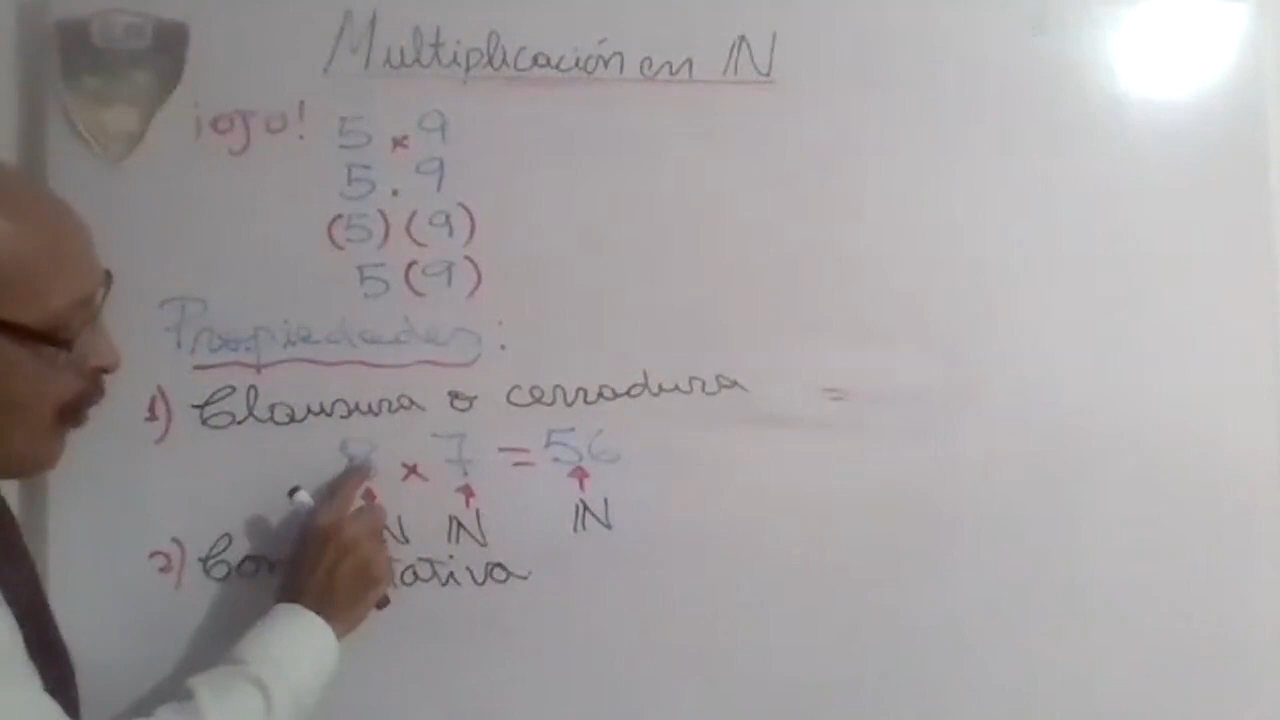 Multiplicación en IN
¡OJO! 5 x 9
5 . 9
(5) (9)
5 (9)
Propiedades:
1) Clausura o cerradura =
8 x 7 = 56
IN IN
2)